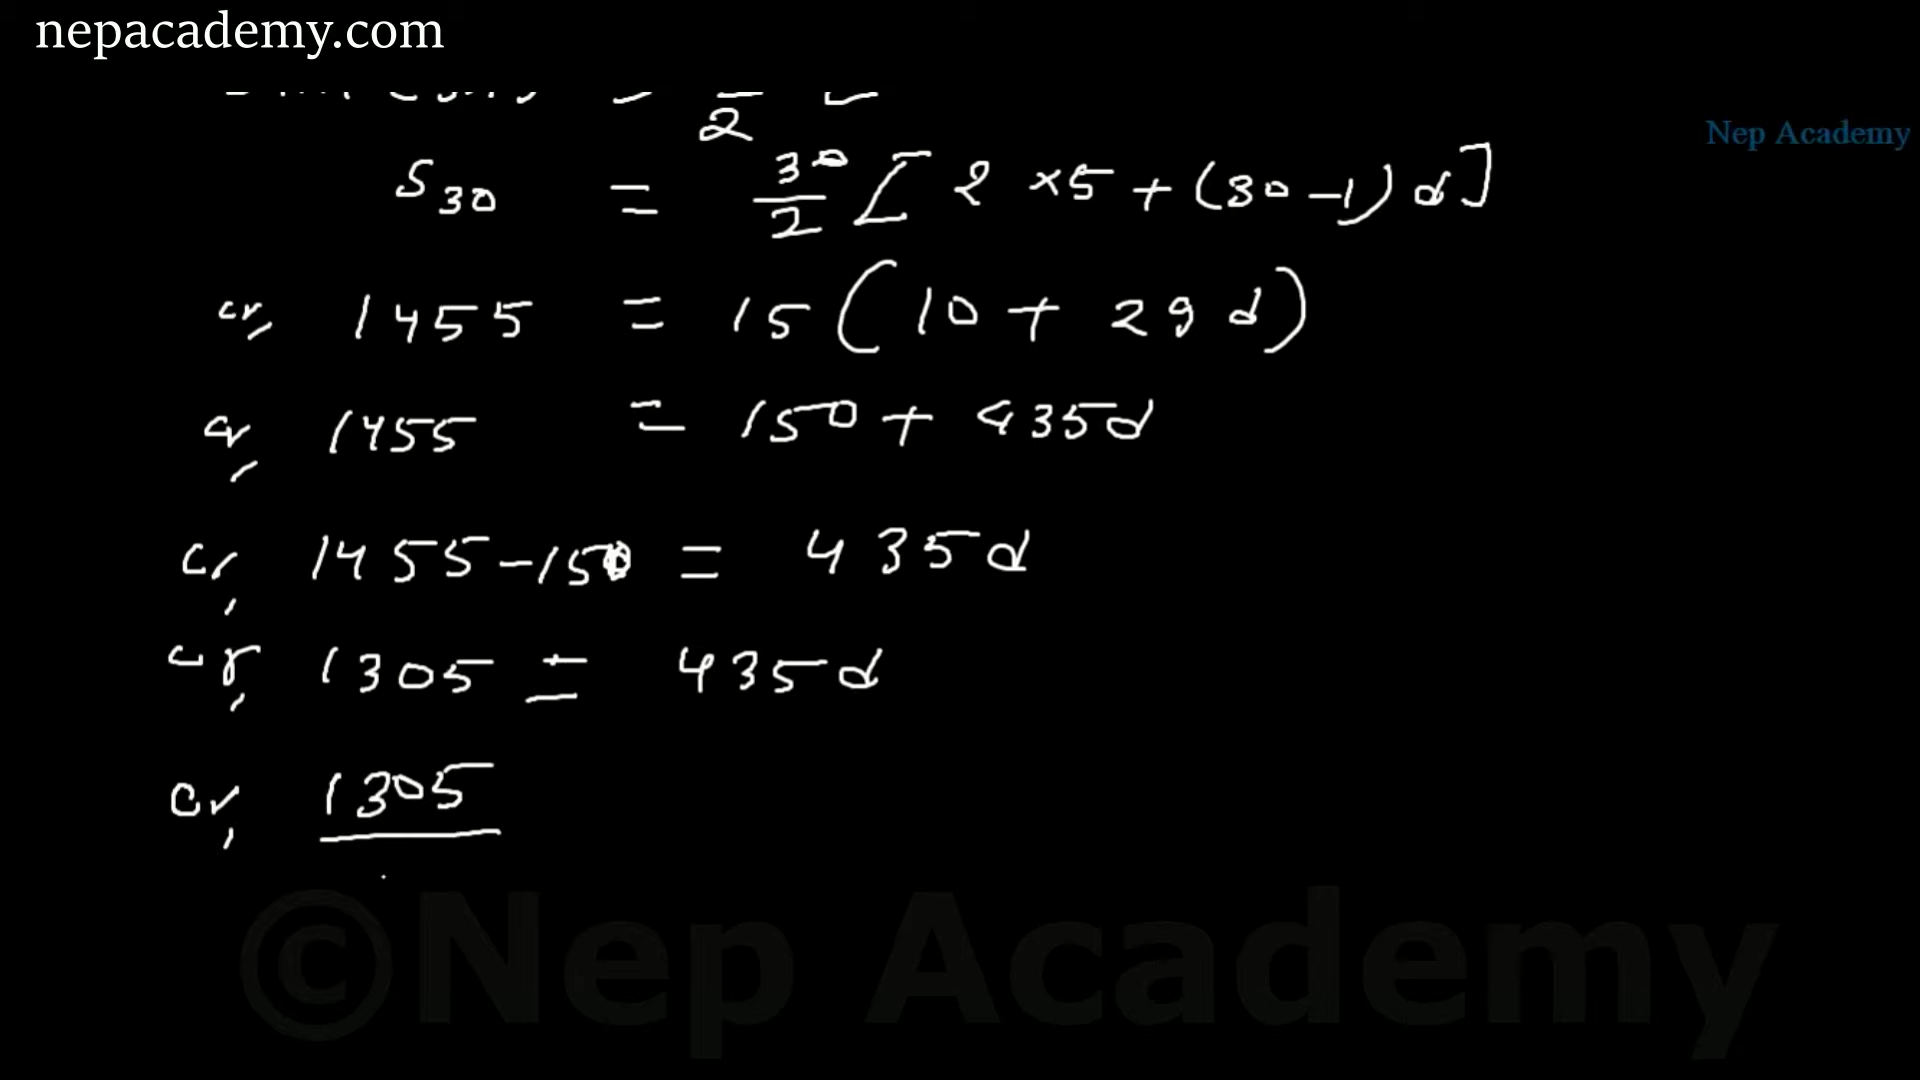 nepacademy.com
Nep Academy
2
S30 = 30/2 [2 ×5 + (30-1) d]
or, 1455 = 15 (10 + 29 d)
or, 1455 = 150 + 435d
or, 1455-150 = 435d
or, 1305 = 435d
or, 1305
©Nep Academy